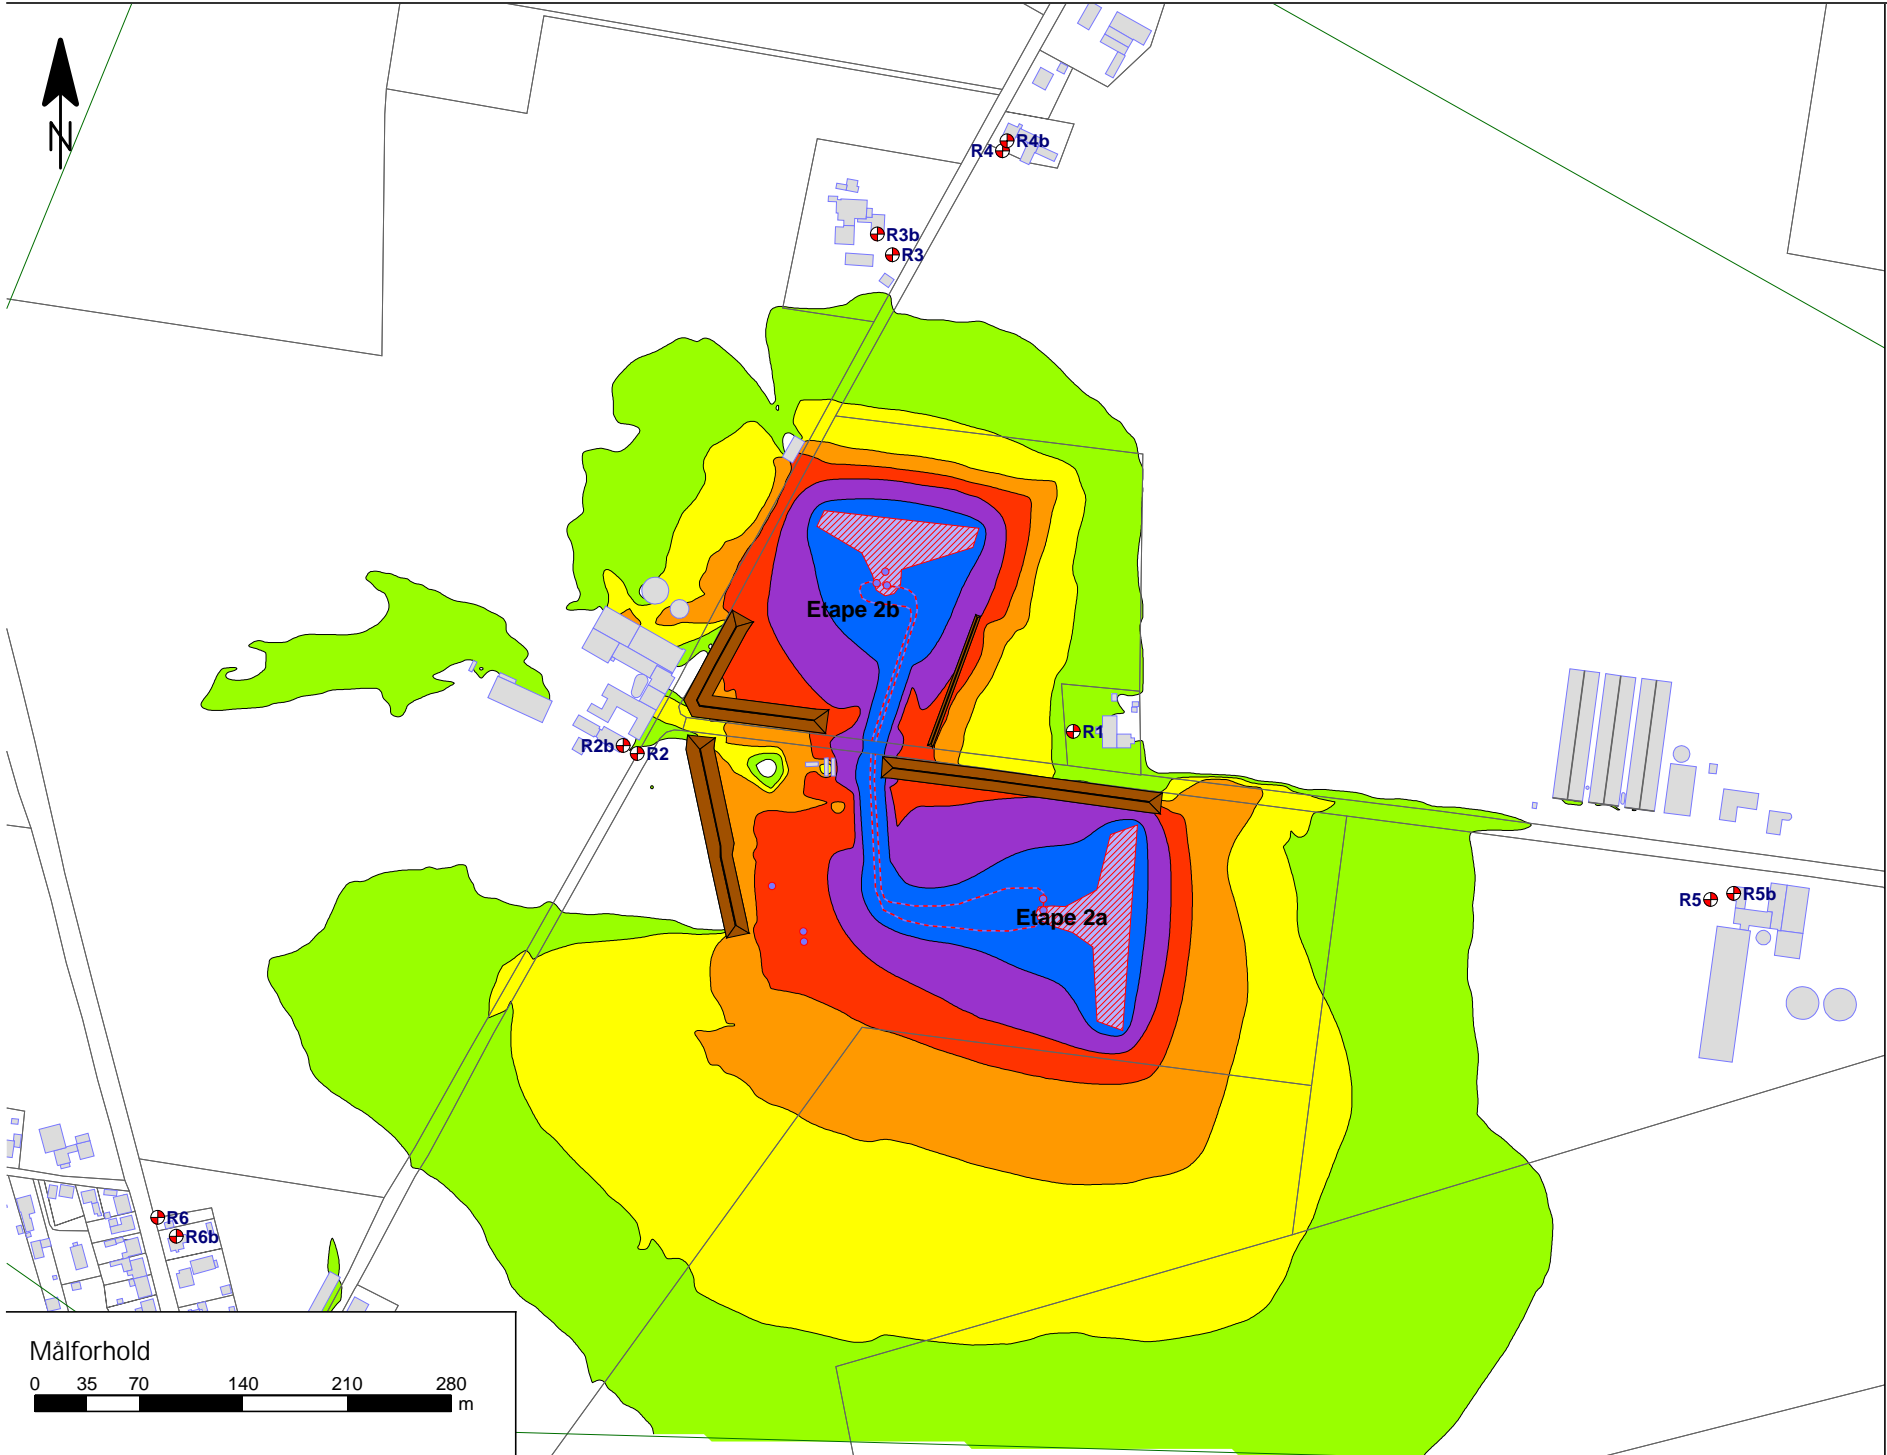 N
R4b
R4
R3b
R3
Etape 2b
R1
R2b
R2
R5b
R5
Etape 2a
R6
R6b
Målforhold
0 35 70 140 210 280
m